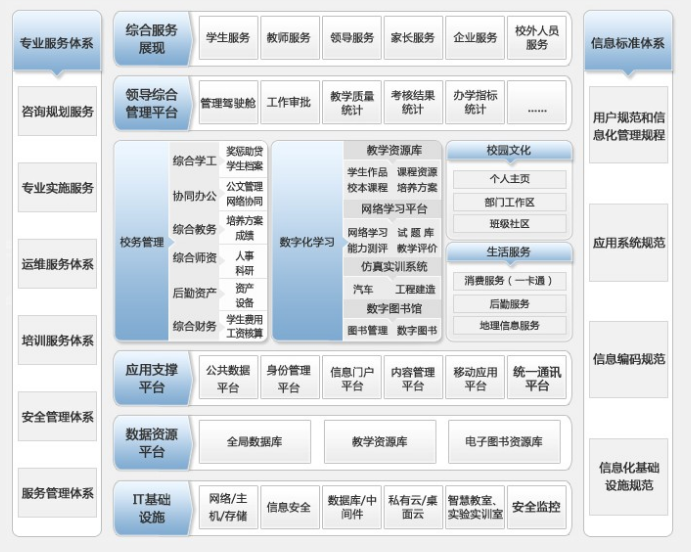 专业服务体系
咨询规划服务
专业实施服务
运维服务体系
培训服务体系
安全管理体系
服务管理体系
综合服务
展现
学生服务
教师服务
领导服务
家长服务
企业服务
校外人员
服务
领导综合
管理平台
管理驾驶舱
工作审批
教学质量
统计
考核结果
统计
办学指标
统计
……
校务管理
综合学工
奖惩助贷
学生档案
协同办公
公文管理
网络协同
综合教务
培养方案
成绩
综合师资
人事
科研
后勤资产
资产
设备
综合财务
学生费用
工资核算
数字化学习
教学资源库
学生作品 课程资源
校本课程 培养方案
网络学习平台
网络学习 试 题 库
能力测评 教学评价
仿真实训系统
汽车 工程建造
数字图书馆
图书管理 数字图书
校园文化
个人主页
部门工作区
班级社区
生活服务
消费服务（一卡通）
后勤服务
地理信息服务
应用支撑
平台
公共数据
平台
身份管理
平台
信息门户
平台
内容管理
平台
移动应用
平台
统一通讯
平台
数据资源
平台
全局数据库
教学资源库
电子图书资源库
IT基础
设施
网络/主
机/存储
信息安全
数据库/中
间件
私有云/桌
面云
智慧教室、
实验实训室
安全监控
信息标准体系
用户规范和信
息化管理规程
应用系统规范
信息编码规范
信息化基础
设施规范